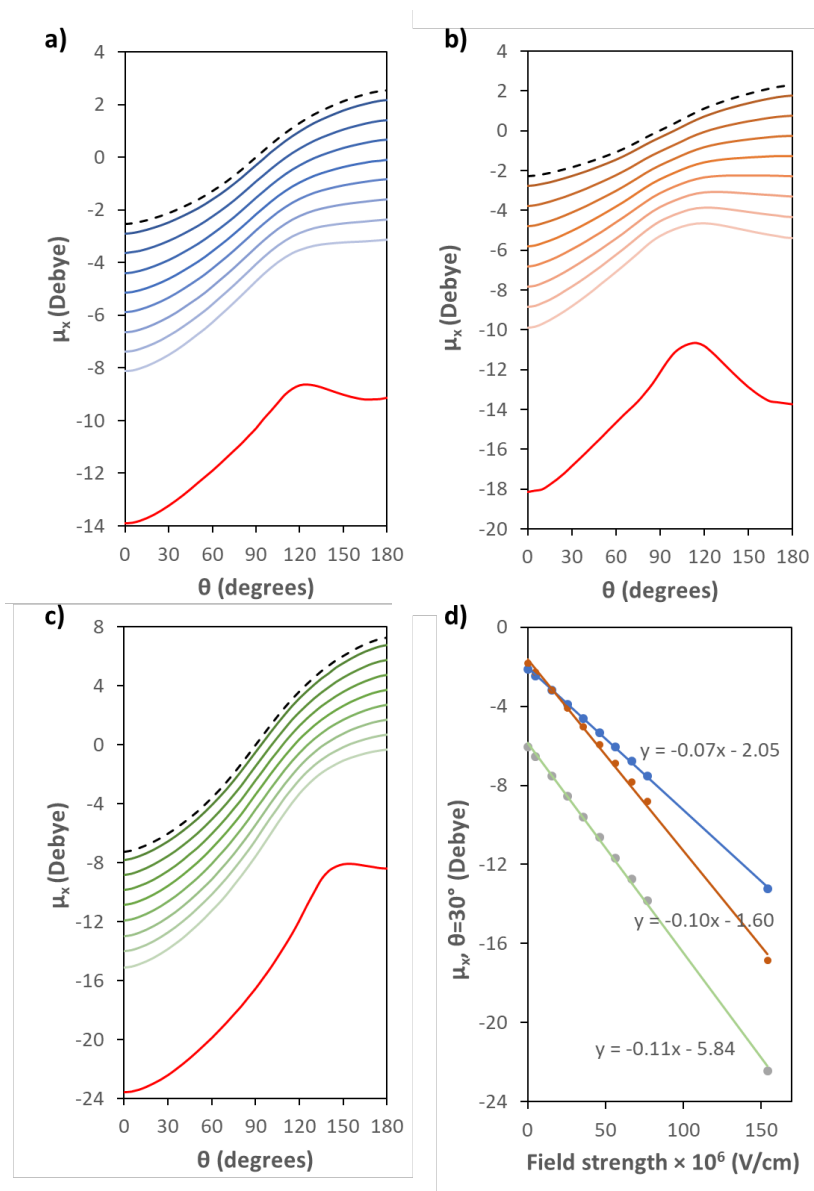 a)
4
2
0
-2
-4
-6
-8
-10
-12
-14
0 30 60 90 120 150 180
μx (Debye)
θ (degrees)
b)
4
2
0
-2
-4
-6
-8
-10
-12
-14
-16
-18
-20
0 30 60 90 120 150 180
μx (Debye)
θ (degrees)
c)
8
4
0
-4
-8
-12
-16
-20
-24
0 30 60 90 120 150 180
μx (Debye)
θ (degrees)
d)
0
-4
-8
-12
-16
-20
-24
0 50 100 150
μx, θ=30° (Debye)
y = -0.07x - 2.05
y = -0.10x - 1.60
y = -0.11x - 5.84
Field strength × 10⁶ (V/cm)